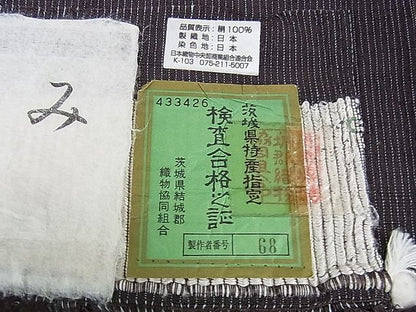 品質表示：絹100％
製織地：日本
染色地：日本
日本織物中央卸商業組合連合会
K-103 075-211-5007
み
433426
茨城県特産指定
検査合格之証
茨城県結城郡
織物協同組合
製作者番号
68